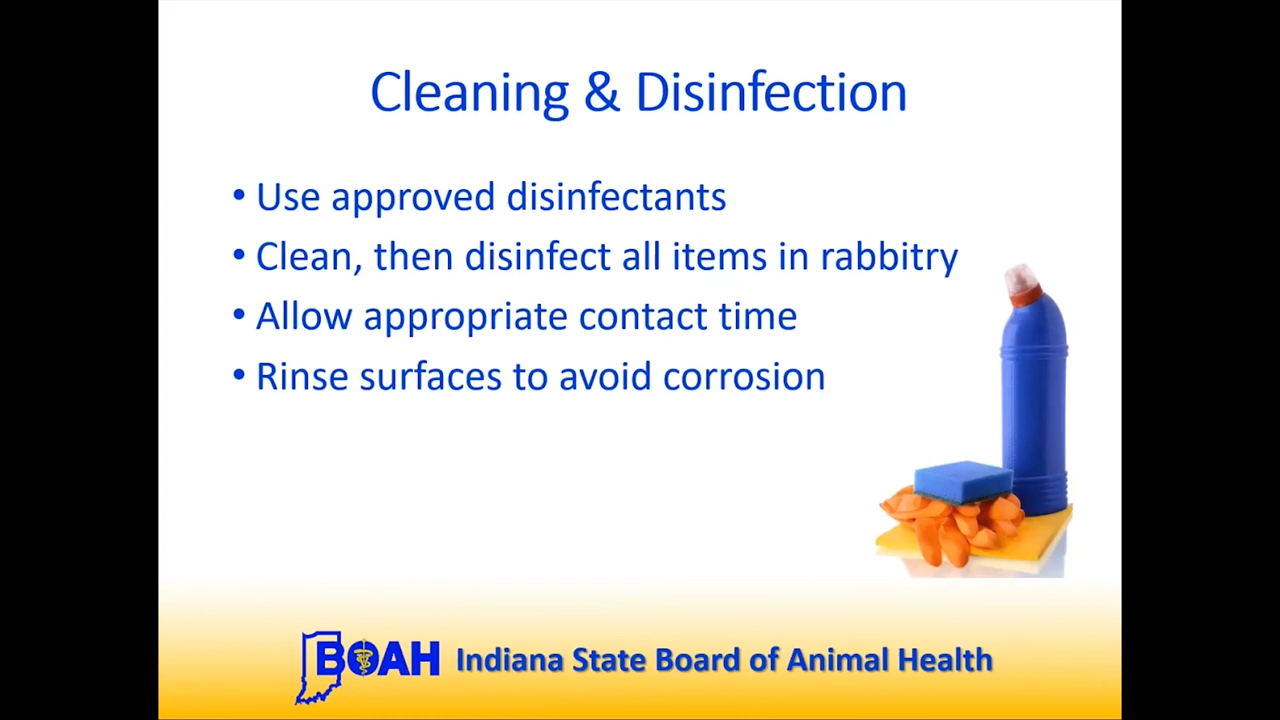 Cleaning & Disinfection
• Use approved disinfectants
• Clean, then disinfect all items in rabbitry
• Allow appropriate contact time
• Rinse surfaces to avoid corrosion
BOAH Indiana State Board of Animal Health